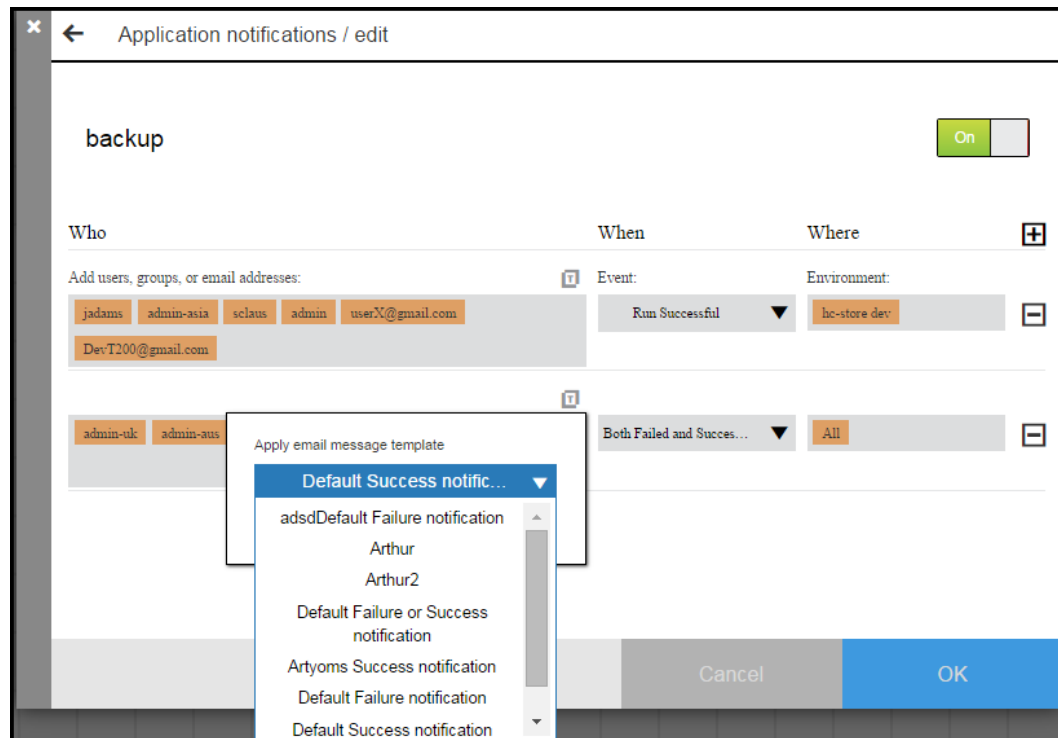 Application notifications / edit
backup
On
Who When Where
Add users, groups, or email addresses: T Event: Environment:
jadams admin-asia sclaus admin userX@gmail.com Run Successful hc-store dev
DevT200@gmail.com
T
admin-uk admin-aus Both Failed and Succes... All
Apply email message template
Default Success notific...
adsdDefault Failure notification
Arthur
Arthur2
Default Failure or Success
notification
Artyoms Success notification
Default Failure notification
Default Success notification
Cancel OK